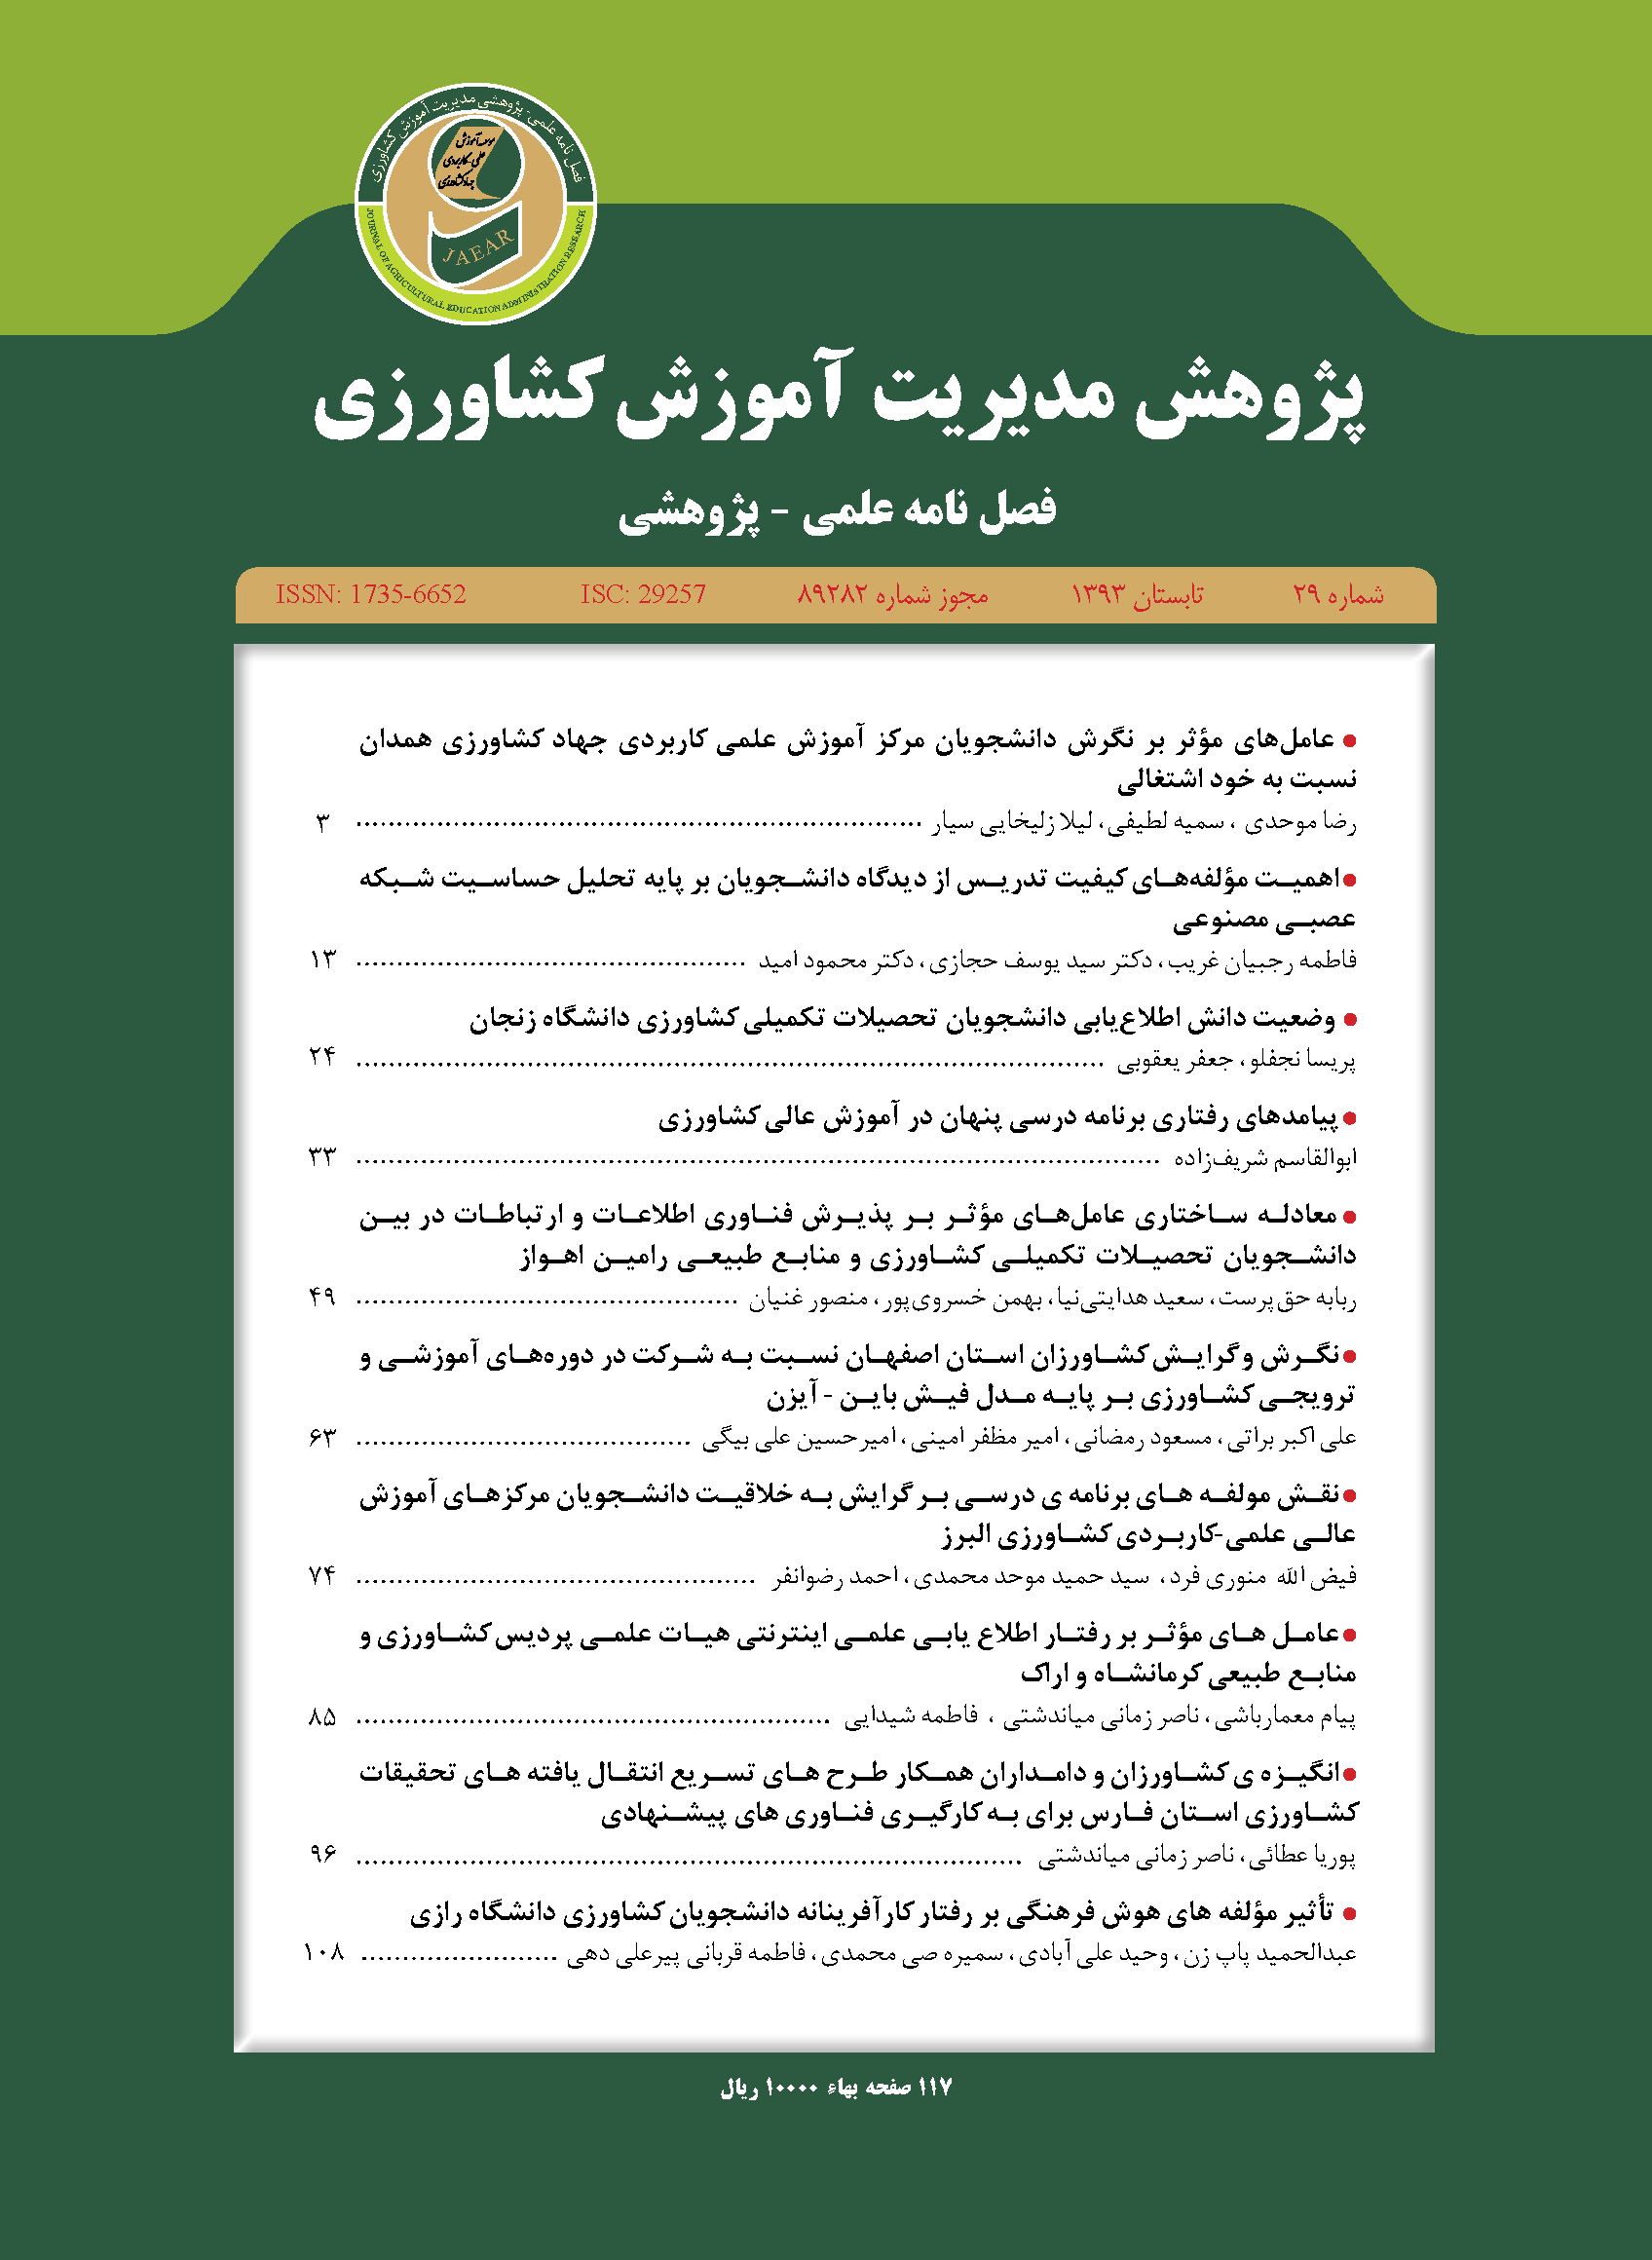 فصل نامه علمی - پژوهشی مدیریت آموزش کشاورزی
موسسه آموزش
علمی-کاربردی
جهاد کشاورزی
JAEAR
JOURNAL OF AGRICULTURAL EDUCATION ADMINISTRATION RESEARCH
پژوهش مدیریت آموزش کشاورزی
فصل نامه علمی - پژوهشی
شماره ۲۹ تابستان ۱۳۹۳ مجوز شماره ۸۹۲۸۲ ISC: 29257 ISSN: 1735-6652
● عامل‌های مؤثر بر نگرش دانشجویان مرکز آموزش علمی کاربردی جهاد کشاورزی همدان
نسبت به خود اشتغالی
رضا موحدی ، سمیه لطیفی، لیلا زلیخایی سیار ........ ۳
● اهمیت مؤلفه‌های کیفیت تدریس از دیدگاه دانشجویان بر پایه تحلیل حساسیت شبکه
عصبی مصنوعی
فاطمه رجبیان غریب، دکتر سید یوسف حجازی، دکتر محمود امید ........ ۱۳
● وضعیت دانش اطلاع‌یابی دانشجویان تحصیلات تکمیلی کشاورزی دانشگاه زنجان
پریسا نجفلو، جعفر یعقوبی ........ ۲۴
● پیامدهای رفتاری برنامه درسی پنهان در آموزش عالی کشاورزی
ابوالقاسم شریف‌زاده ........ ۳۳
● معادله ساختاری عامل‌های مؤثر بر پذیرش فناوری اطلاعات و ارتباطات در بین
دانشجویان تحصیلات تکمیلی کشاورزی و منابع طبیعی رامین اهواز
ربابه حق‌پرست، سعید هدایتی‌نیا، بهمن خسروی‌پور، منصور غنیان ........ ۴۹
● نگرش و گرایش کشاورزان استان اصفهان نسبت به شرکت در دوره‌های آموزشی و
ترویجی کشاورزی بر پایه مدل فیش باین - آیزن
علی اکبر براتی، مسعود رمضانی، امیر مظفر امینی، امیرحسین علی بیگی ........ ۶۳
● نقش مولفه های برنامه ی درسی بر گرایش به خلاقیت دانشجویان مرکزهای آموزش
عالی علمی-کاربردی کشاورزی البرز
فیض الله منوری فرد، سید حمید موحد محمدی، احمد رضوانفر ........ ۷۴
● عامل های مؤثر بر رفتار اطلاع یابی علمی اینترنتی هیات علمی پردیس کشاورزی و
منابع طبیعی کرمانشاه و اراک
پیام معمارباشی، ناصر زمانی میاندشتی ، فاطمه شیدایی ........ ۸۵
● انگیزه ی کشاورزان و دامداران همکار طرح های تسریع انتقال یافته های تحقیقات
کشاورزی استان فارس برای به کارگیری فناوری های پیشنهادی
پوریا عطائی، ناصر زمانی میاندشتی ........ ۹۶
● تأثیر مؤلفه های هوش فرهنگی بر رفتار کارآفرینانه دانشجویان کشاورزی دانشگاه رازی
عبدالحمید پاپ زن، وحید علی آبادی، سمیره صی محمدی، فاطمه قربانی پیرعلی دهی ........ ۱۰۸
۱۱۷ صفحه بهاء ۱۰۰۰۰ ریال